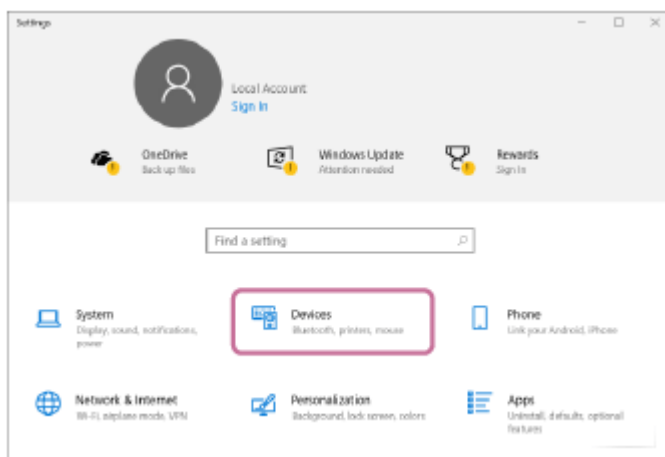 Settings
Local Account
Sign In
OneDrive
Back up files
Windows Update
Attention needed
Rewards
Sign In
Find a setting
System
Display, sound, notifications,
power
Devices
Bluetooth, printers, mouse
Phone
Link your Android, iPhone
Network & Internet
Wi-Fi, airplane mode, VPN
Personalization
Background, lock screen, colors
Apps
Uninstall, defaults, optional
features